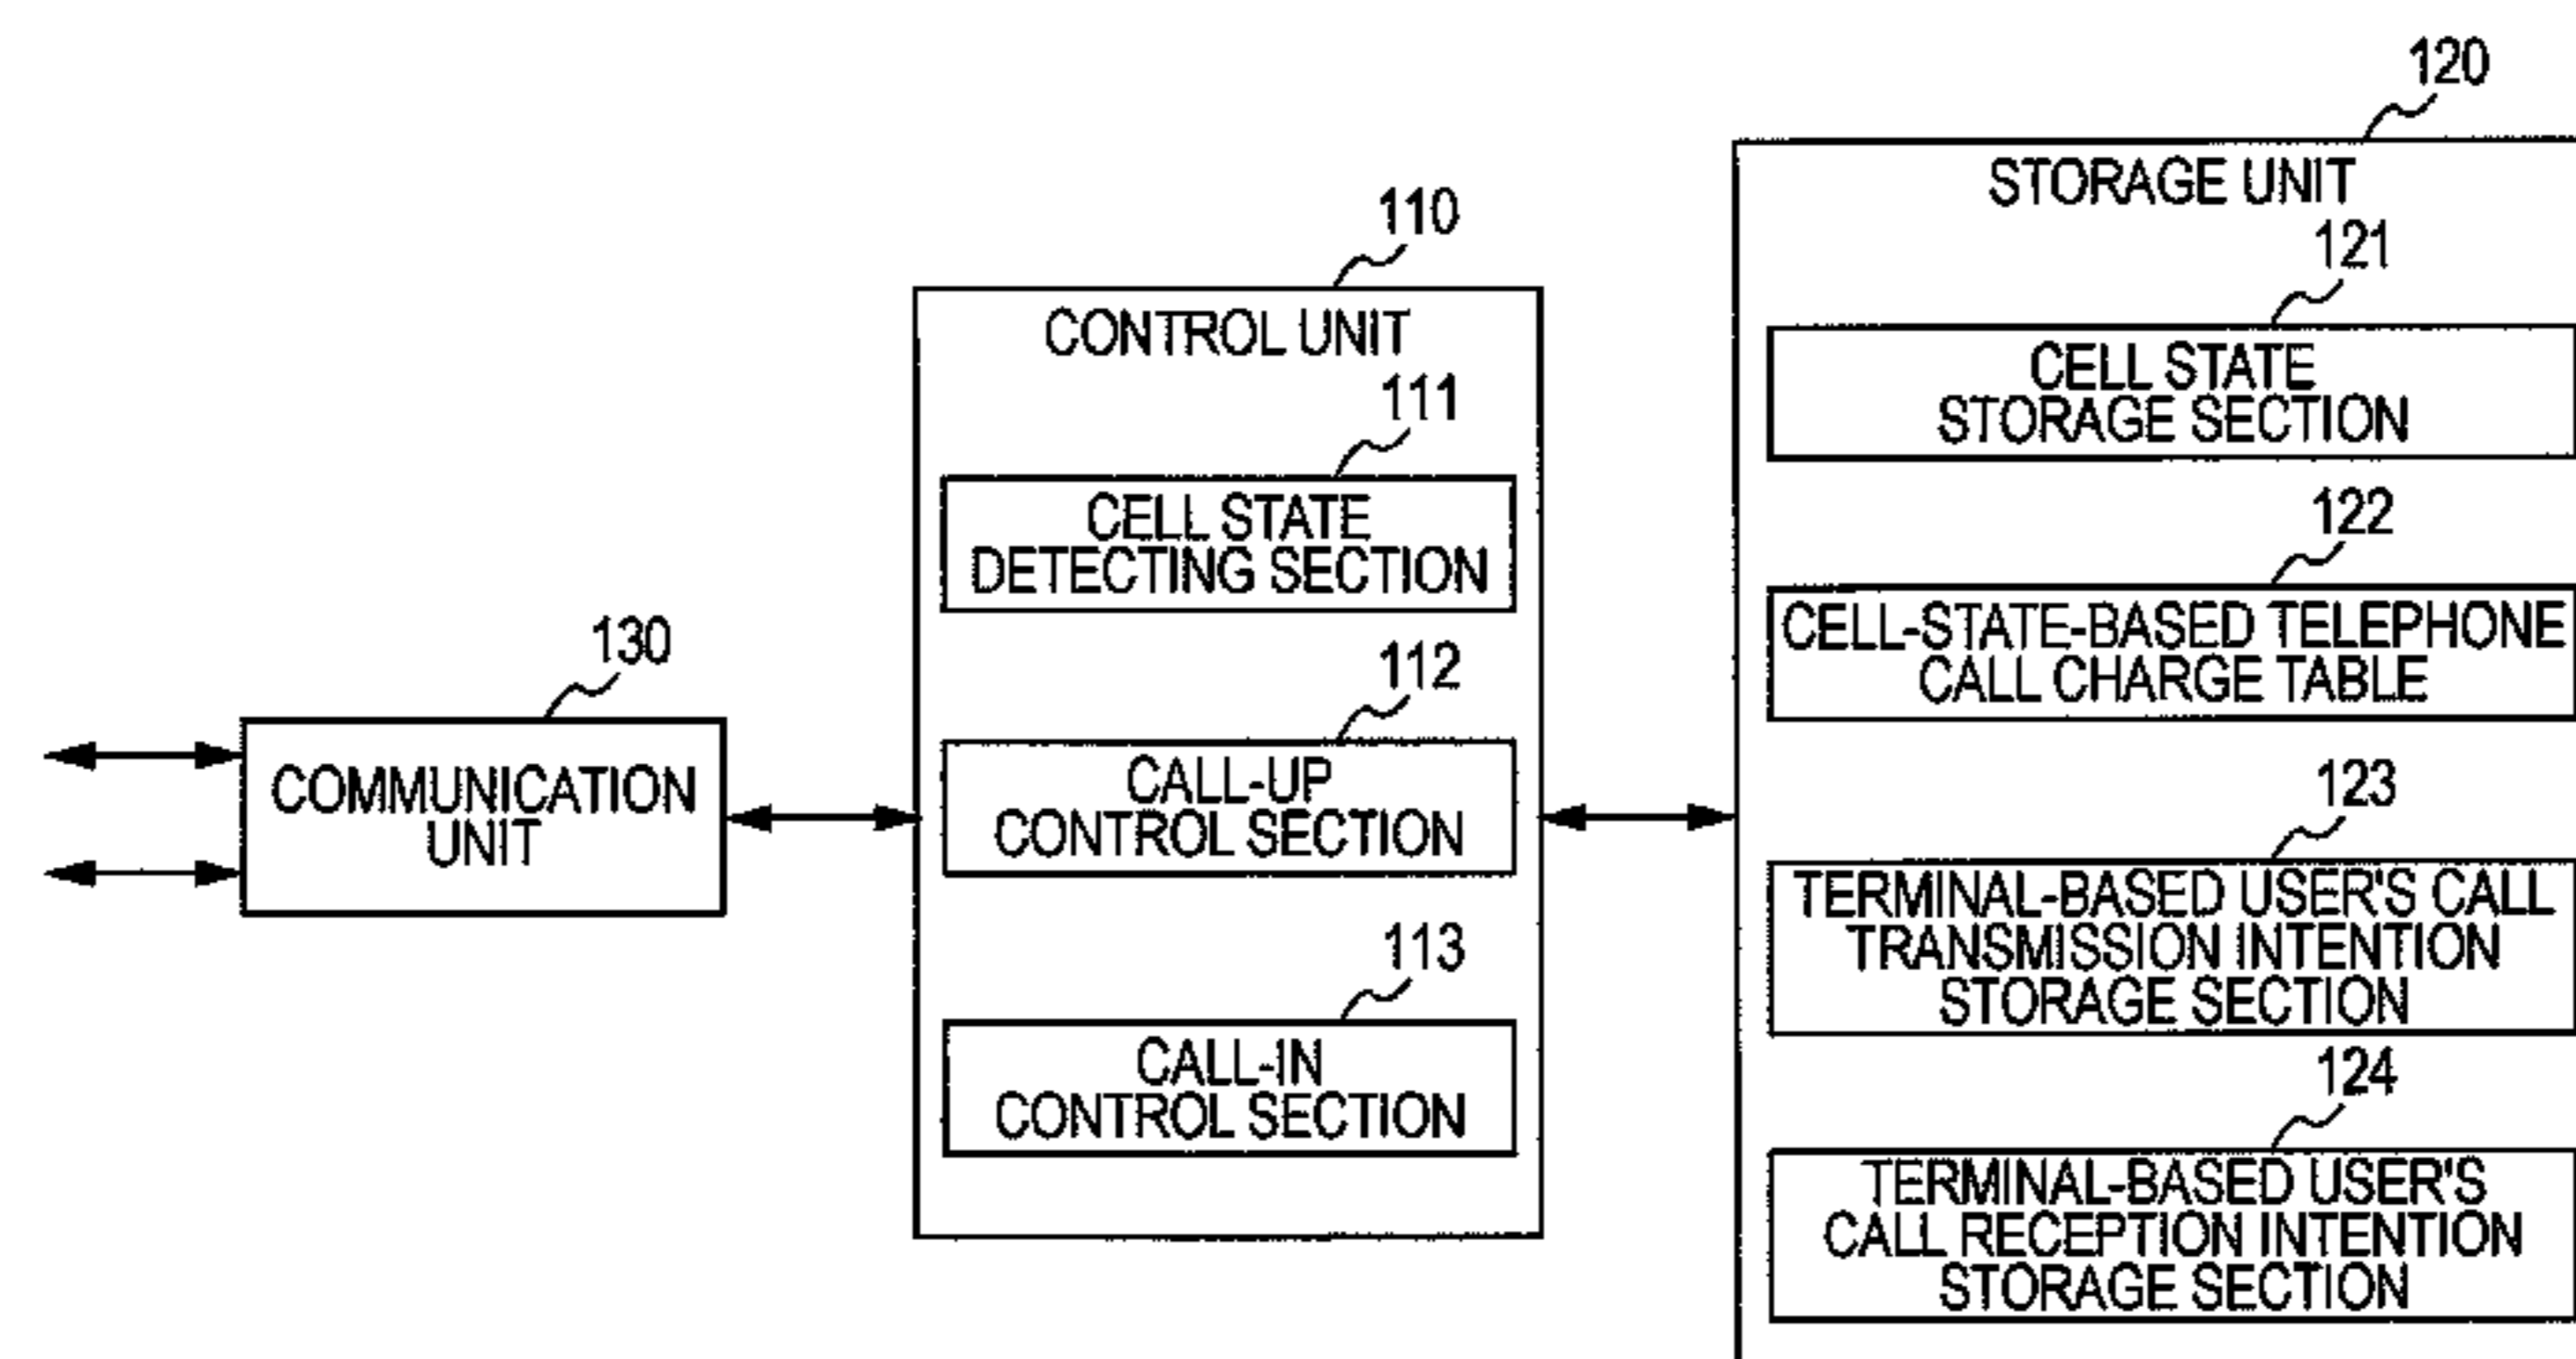 130
COMMUNICATION
UNIT
110
CONTROL UNIT
111
CELL STATE
DETECTING SECTION
112
CALL-UP
CONTROL SECTION
113
CALL-IN
CONTROL SECTION
120
STORAGE UNIT
121
CELL STATE
STORAGE SECTION
122
CELL-STATE-BASED TELEPHONE
CALL CHARGE TABLE
123
TERMINAL-BASED USER'S CALL
TRANSMISSION INTENTION
STORAGE SECTION
124
TERMINAL-BASED USER'S
CALL RECEPTION INTENTION
STORAGE SECTION